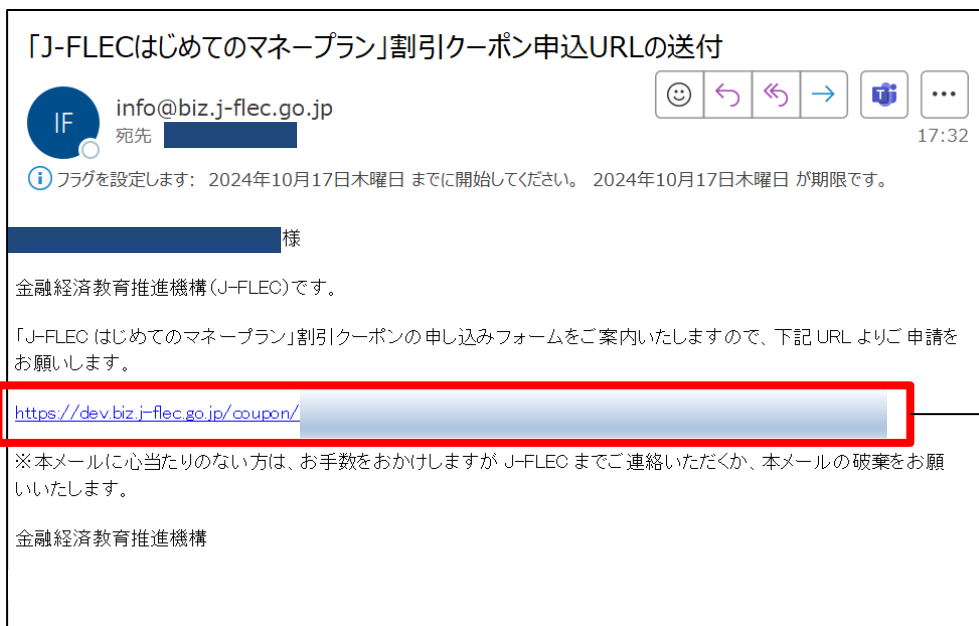 「J-FLECはじめてのマネープラン」割引クーポン申込URLの送付
IF
info@biz.j-flec.go.jp
宛先
17:32
フラグを設定します: 2024年10月17日木曜日 までに開始してください。 2024年10月17日木曜日 が期限です。
様
金融経済教育推進機構(J-FLEC)です。
「J-FLEC はじめてのマネープラン」割引クーポンの申し込みフォームをご案内いたしますので、下記 URL よりご申請を
お願いします。
https://dev.biz.j-flec.go.jp/coupon/
※本メールに心当たりのない方は、お手数をおかけしますが J-FLEC までご連絡いただくか、本メールの破棄をお願
いいたします。
金融経済教育推進機構